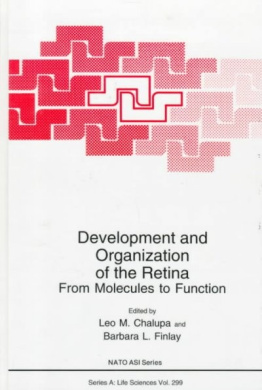 Development and
Organization
of the Retina
From Molecules to Function
Edited by
Leo M. Chalupa and
Barbara L. Finlay
NATO ASI Series
Series A: Life Sciences Vol. 299